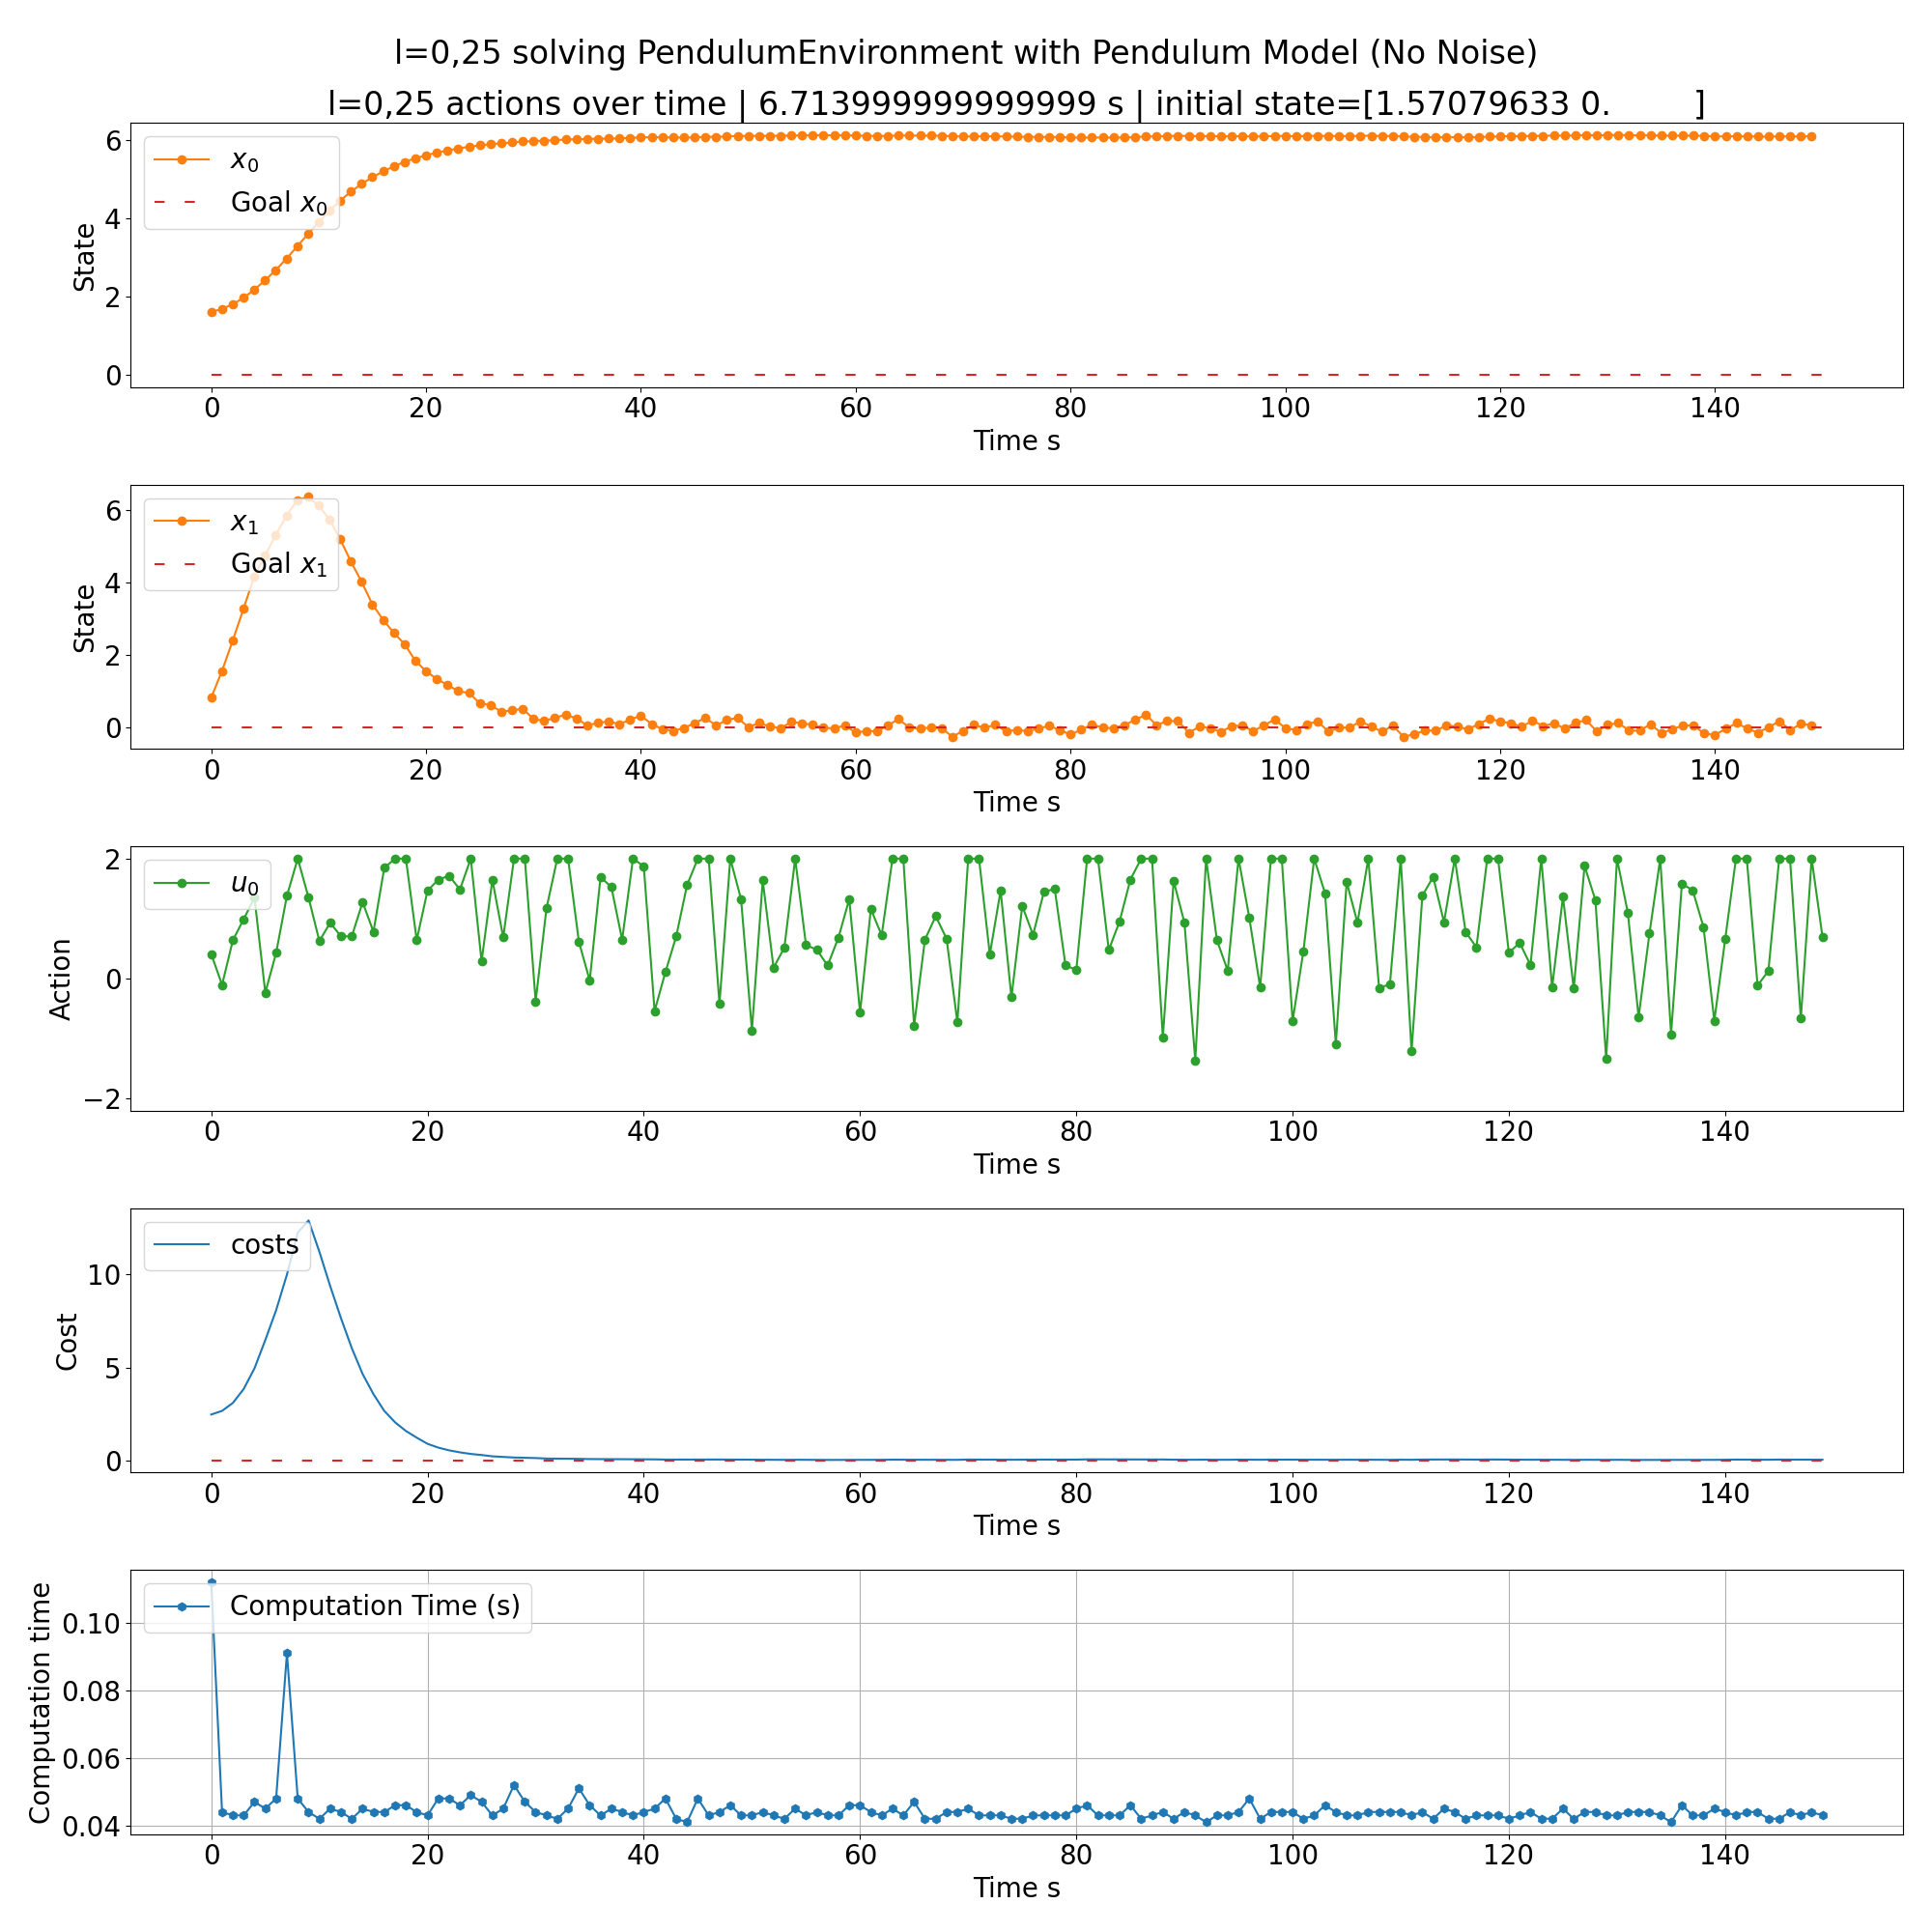 l=0,25 solving PendulumEnvironment with Pendulum Model (No Noise)
l=0,25 actions over time | 6.713999999999999 s | initial state=[1.57079633 0.        ]
6
4
2
0
State
x₀
Goal x₀
0 20 40 60 80 100 120 140
Time s
6
4
2
0
State
x₁
Goal x₁
0 20 40 60 80 100 120 140
Time s
2
0
−2
Action
u₀
0 20 40 60 80 100 120 140
Time s
10
5
0
Cost
costs
0 20 40 60 80 100 120 140
Time s
0.10
0.08
0.06
0.04
Computation time
Computation Time (s)
0 20 40 60 80 100 120 140
Time s